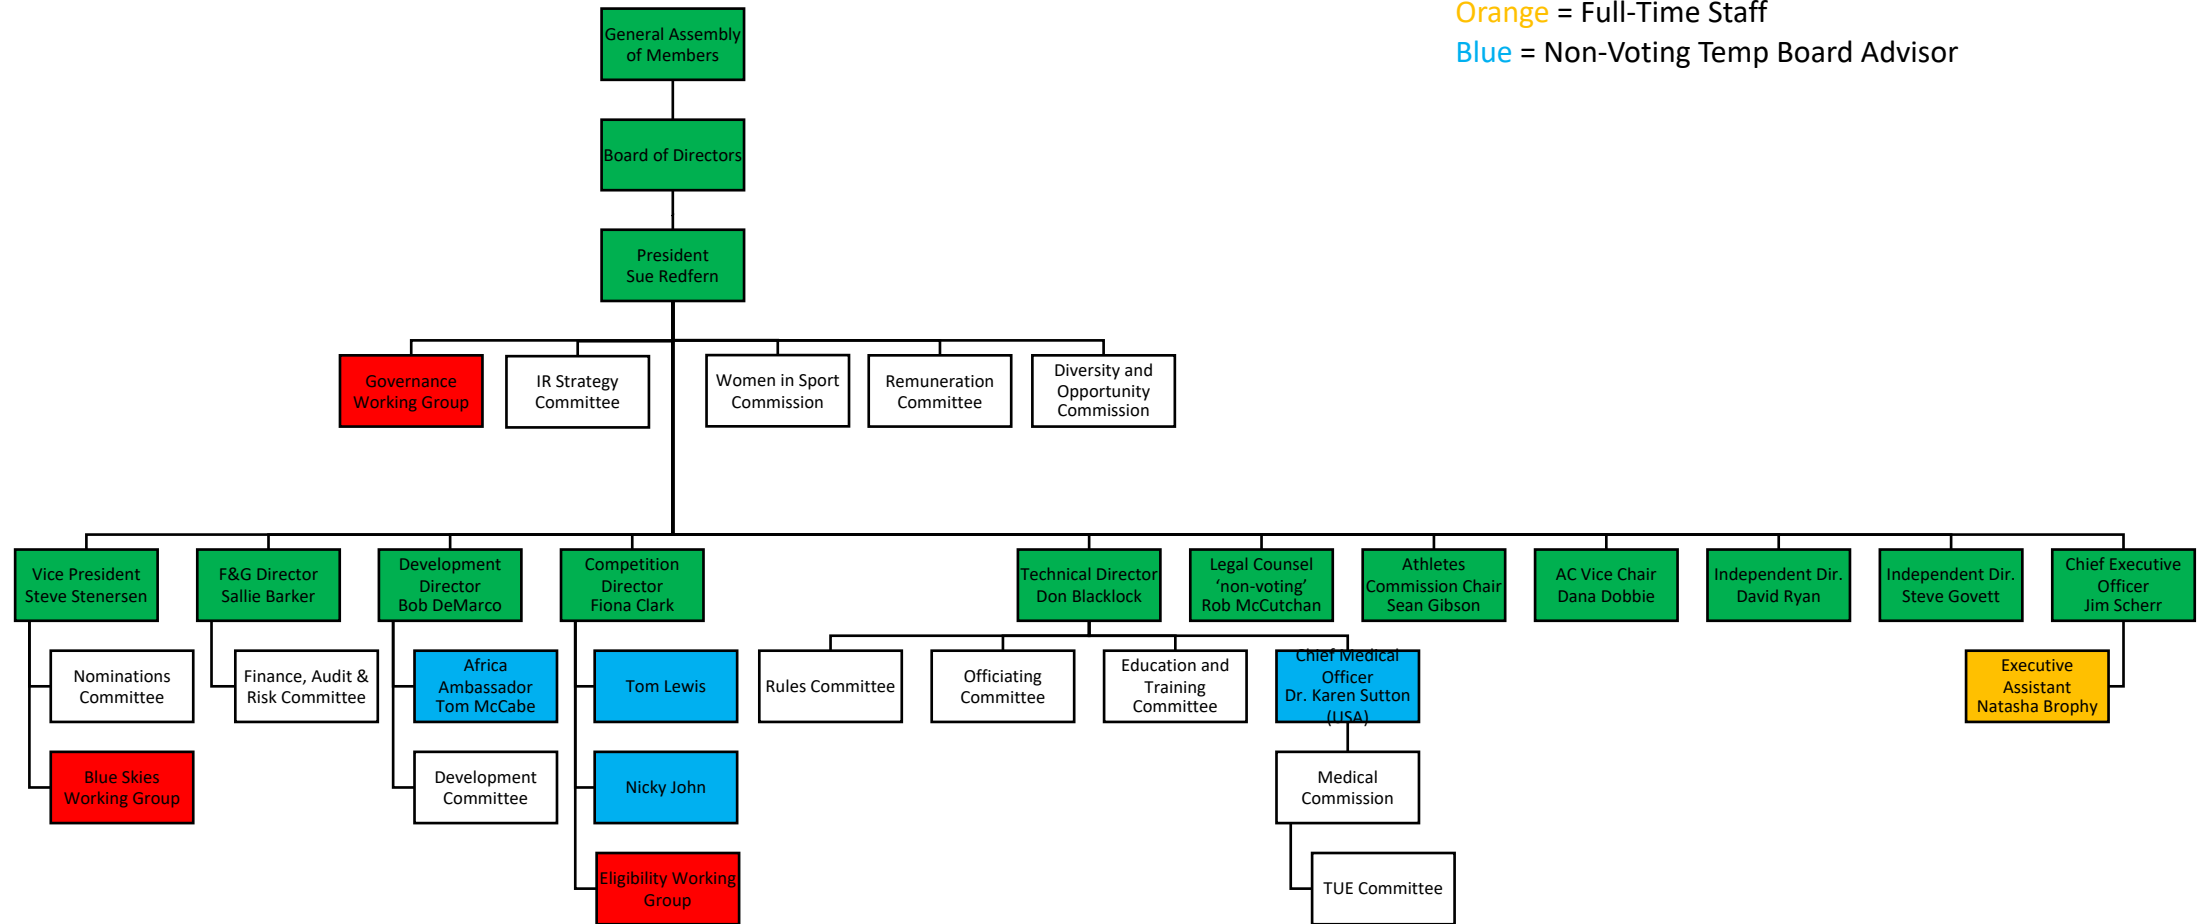 Orange = Full-Time Staff
Blue = Non-Voting Temp Board Advisor
General Assembly
of Members
Board of Directors
President
Sue Redfern
Governance
Working Group
IR Strategy
Committee
Women in Sport
Commission
Remuneration
Committee
Diversity and
Opportunity
Commission
Vice President
Steve Stenersen
F&G Director
Sallie Barker
Development
Director
Bob DeMarco
Competition
Director
Fiona Clark
Technical Director
Don Blacklock
Legal Counsel
‘non-voting’
Rob McCutchan
Athletes
Commission Chair
Sean Gibson
AC Vice Chair
Dana Dobbie
Independent Dir.
David Ryan
Independent Dir.
Steve Govett
Chief Executive
Officer
Jim Scherr
Nominations
Committee
Finance, Audit &
Risk Committee
Africa
Ambassador
Tom McCabe
Tom Lewis
Rules Committee
Officiating
Committee
Education and
Training
Committee
Chief Medical
Officer
Dr. Karen Sutton
(USA)
Executive
Assistant
Natasha Brophy
Blue Skies
Working Group
Development
Committee
Nicky John
Medical
Commission
Eligibility Working
Group
TUE Committee